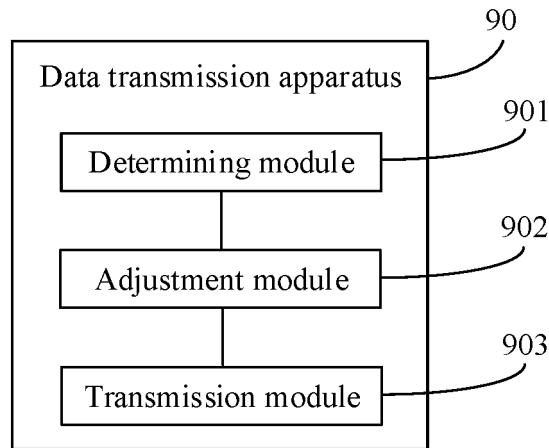 90
Data transmission apparatus
901
Determining module
902
Adjustment module
903
Transmission module